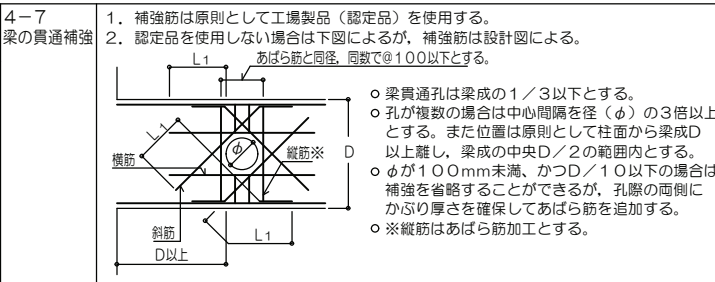 4－7
梁の貫通補強
1．補強筋は原則として工場製品（認定品）を使用する。
2．認定品を使用しない場合は下図によるが，補強筋は設計図による。
L1
あばら筋と同径，同数で@100以下とする。
L1
φ
横筋
縦筋※
D
斜筋
L1
D以上
○ 梁貫通孔は梁成の1／3以下とする。
○ 孔が複数の場合は中心間隔を径（φ）の3倍以上
とする。また位置は原則として柱面から梁成D
以上離し，梁成の中央D／2の範囲内とする。
○ φが100mm未満、かつD／10以下の場合は
補強を省略することができるが，孔際の両側に
かぶり厚さを確保してあばら筋を追加する。
○ ※縦筋はあばら筋加工とする。